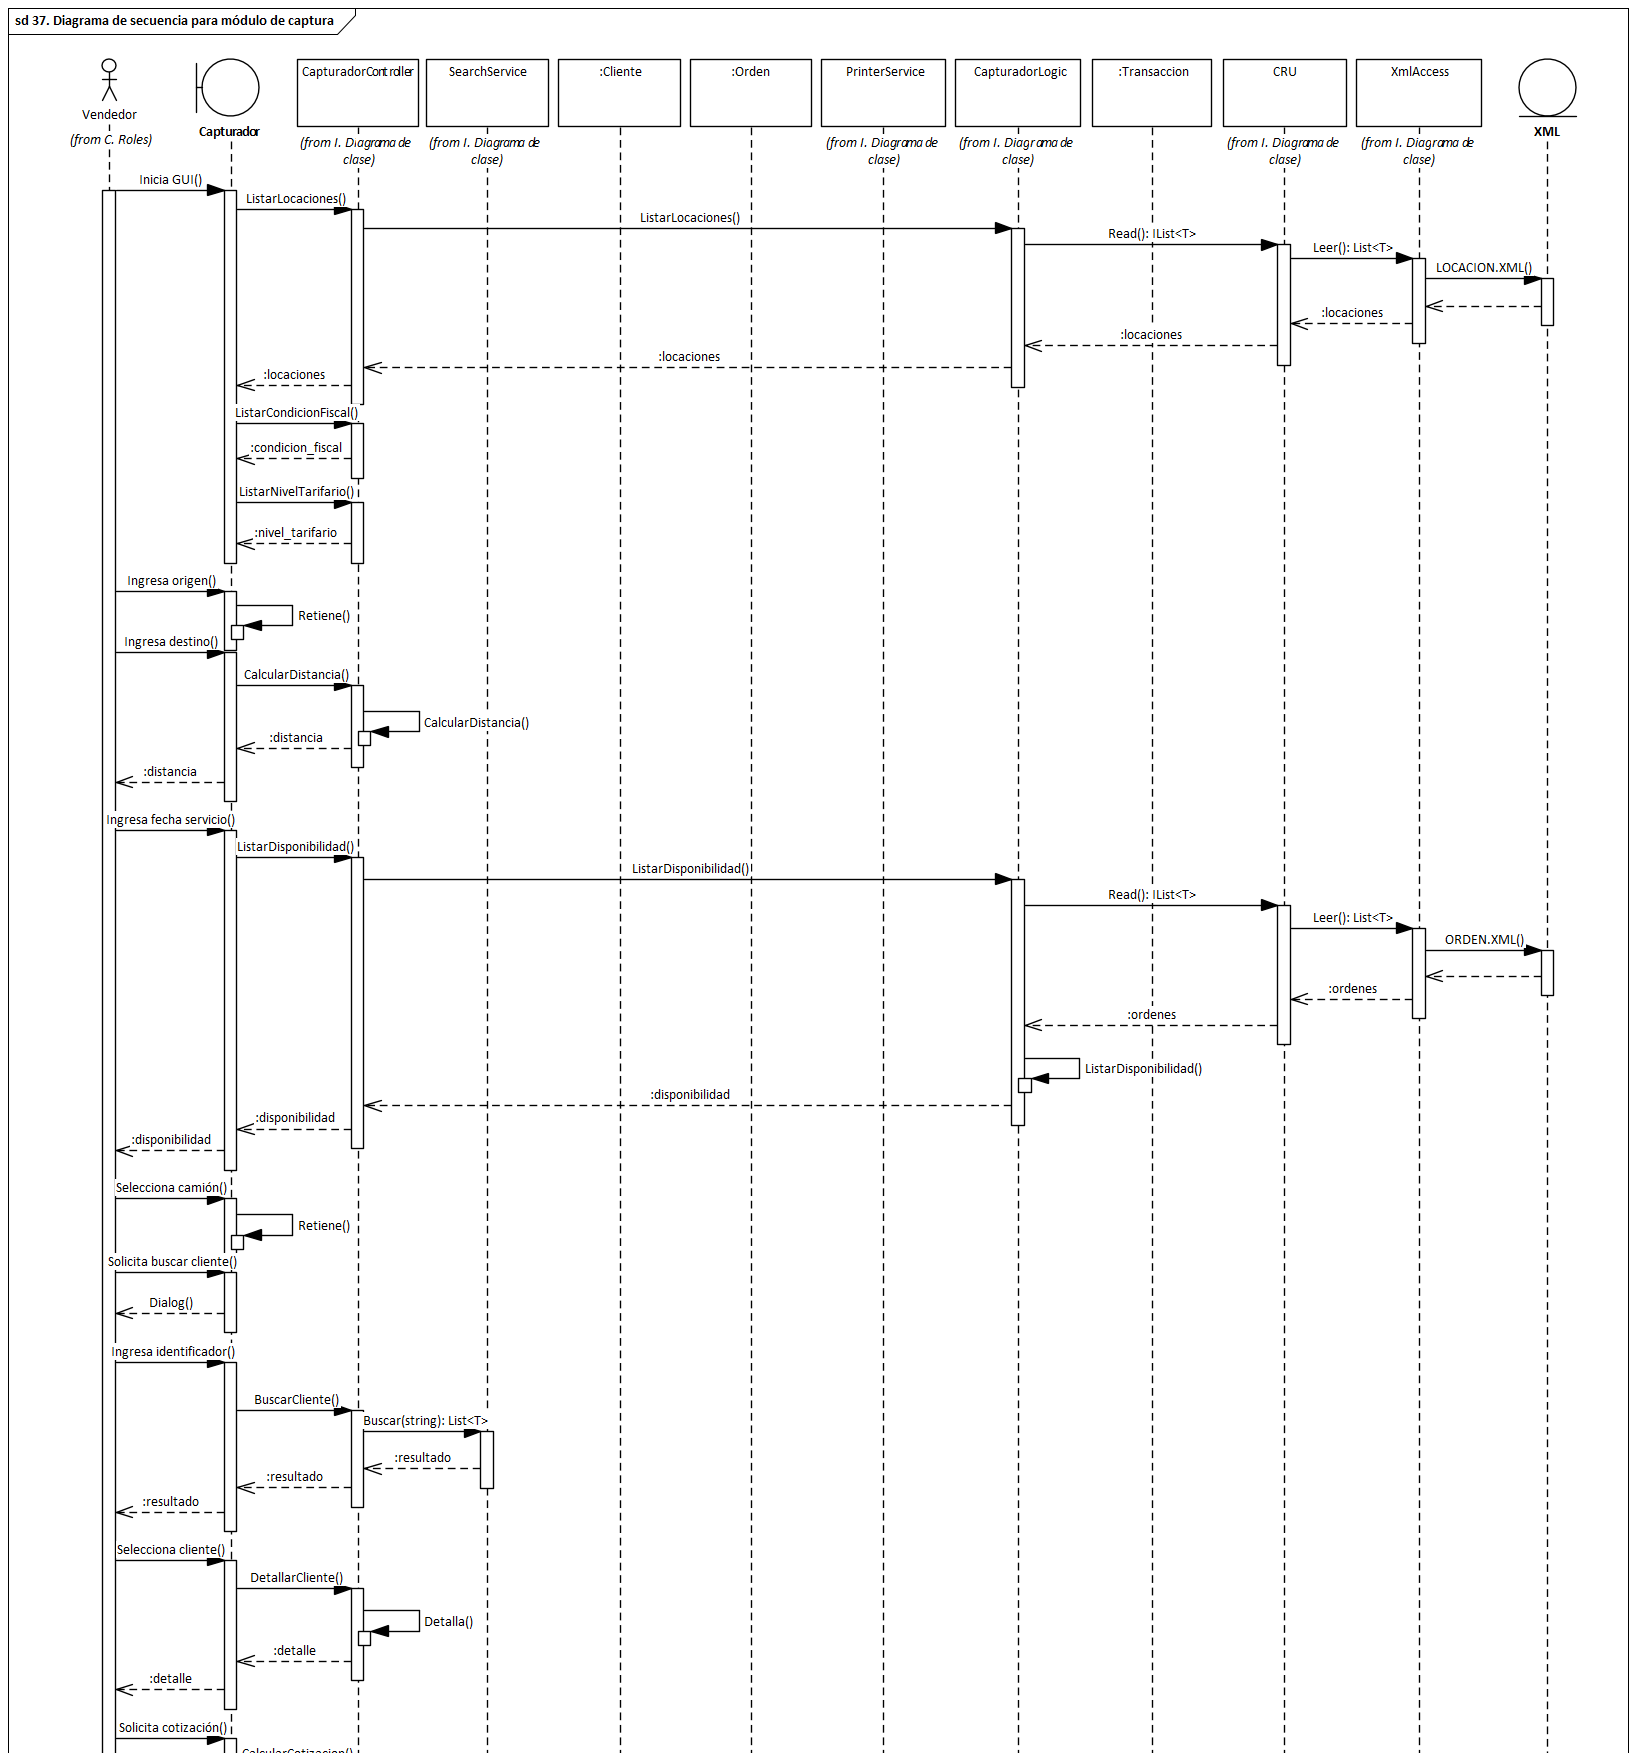 sd 37. Diagrama de secuencia para módulo de captura
Vendedor
(from C. Roles)
Capturador
CapturadorController
(from I. Diagrama de
clase)
SearchService
(from I. Diagrama de
clase)
:Cliente
:Orden
PrinterService
(from I. Diagrama de
clase)
CapturadorLogic
(from I. Diagrama de
clase)
:Transaccion
CRU
(from I. Diagrama de
clase)
XmlAccess
(from I. Diagrama de
clase)
XML
Inicia GUI()
ListarLocaciones()
ListarLocaciones()
Read(): IList<T>
Leer(): List<T>
LOCACION.XML()
:locaciones
:locaciones
:locaciones
:locaciones
ListarCondicionFiscal()
:condicion_fiscal
ListarNivelTarifario()
:nivel_tarifario
Ingresa origen()
Retiene()
Ingresa destino()
CalcularDistancia()
CalcularDistancia()
:distancia
:distancia
Ingresa fecha servicio()
ListarDisponibilidad()
ListarDisponibilidad()
Read(): IList<T>
Leer(): List<T>
ORDEN.XML()
:ordenes
:ordenes
ListarDisponibilidad()
:disponibilidad
:disponibilidad
:disponibilidad
Selecciona camión()
Retiene()
Solicita buscar cliente()
Dialog()
Ingresa identificador()
BuscarCliente()
Buscar(string): List<T>
:resultado
:resultado
:resultado
Selecciona cliente()
DetallarCliente()
Detalla()
:detalle
:detalle
Solicita cotización()
CalcularCotizacion()